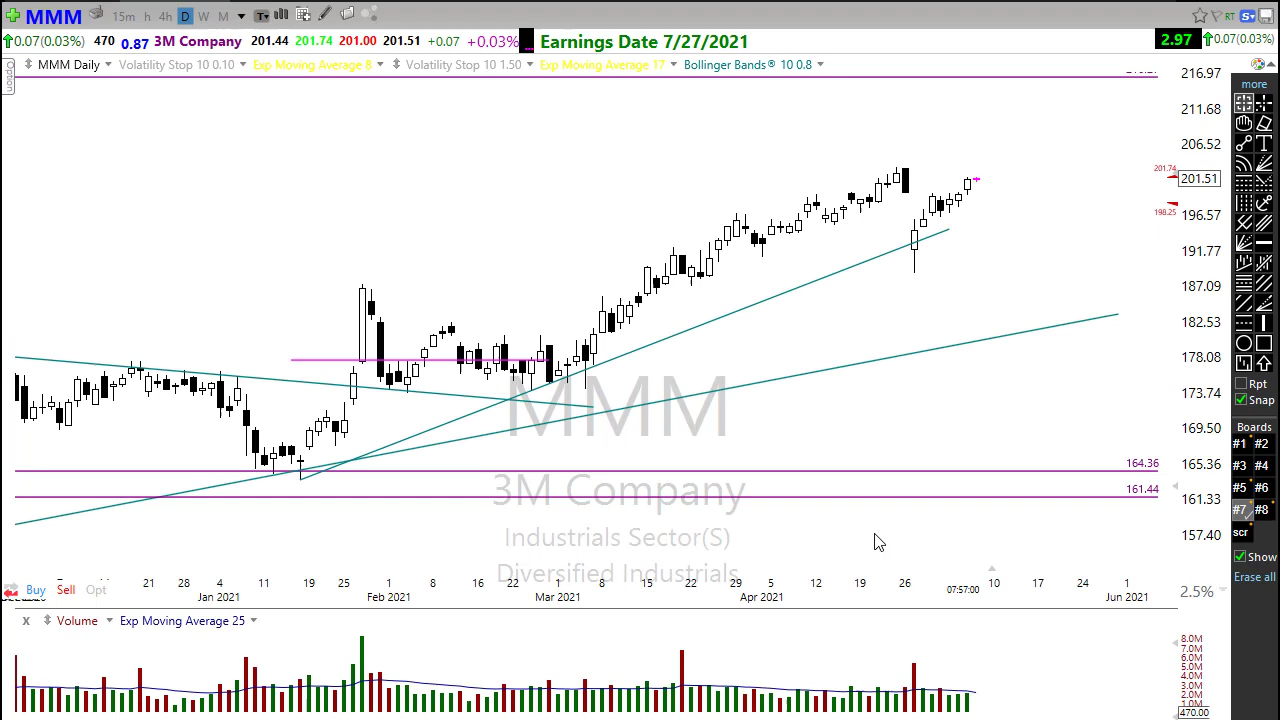 MMM 15m h 4h D W M T RT S
0.07(0.03%) 470 0.87 3M Company 201.44 201.74 201.00 201.51 +0.07 +0.03% Earnings Date 7/27/2021 2.97 0.07(0.03%)
Option
MMM Daily Volatility Stop 10 0.10 Exp Moving Average 8 Volatility Stop 10 1.50 Exp Moving Average 17 Bollinger Bands® 10 0.8
216.97
211.68
206.52
201.74
201.51
198.25
196.57
191.77
187.09
182.53
178.08
173.74
169.50
164.36
165.36
161.44
161.33
157.40
MMM
3M Company
Industrials Sector(S)
Diversified Industrials
more
T
Rpt
Snap
Boards
#1 #2
#3 #4
#5 #6
#7 #8
scr
Show
Erase all
21 28 4 11 19 25 1 8 16 22 1 8 15 22 29 5 12 19 26 07:57:00 10 17 24 1
Buy Sell Opt
Jan 2021 Feb 2021 Mar 2021 Apr 2021 Jun 2021
2.5%
x Volume Exp Moving Average 25
8.0M
7.0M
6.0M
5.0M
4.0M
3.0M
2.0M
1.0M
470.00